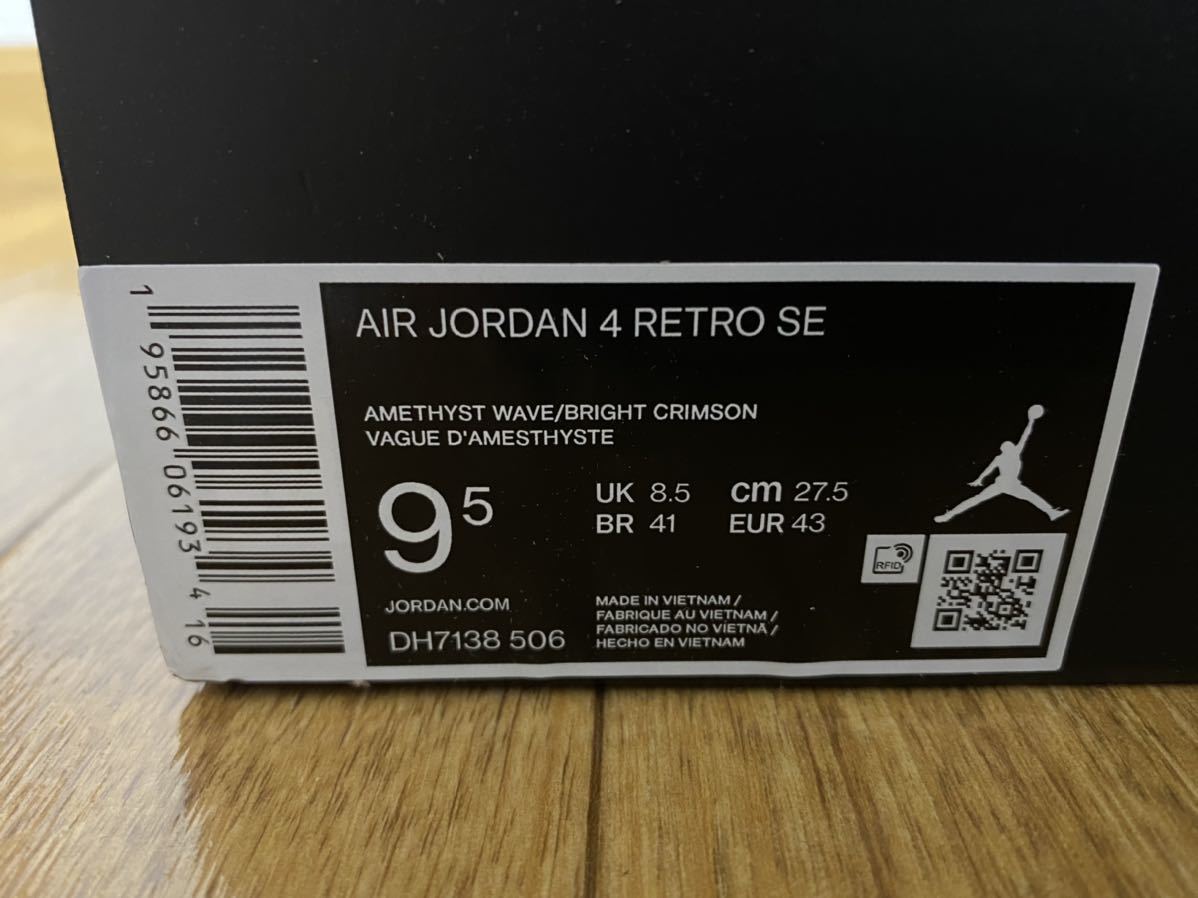 AIR JORDAN 4 RETRO SE
AMETHYST WAVE/BRIGHT CRIMSON
VAGUE D'AMESTHYSTE
9 5
UK 8.5 cm 27.5
BR 41 EUR 43
RFID
JORDAN.COM
DH7138 506
MADE IN VIETNAM /
FABRIQUE AU VIETNAM /
FABRICADO NO VIETNÃ /
HECHO EN VIETNAM
1 95866 06193 4 16